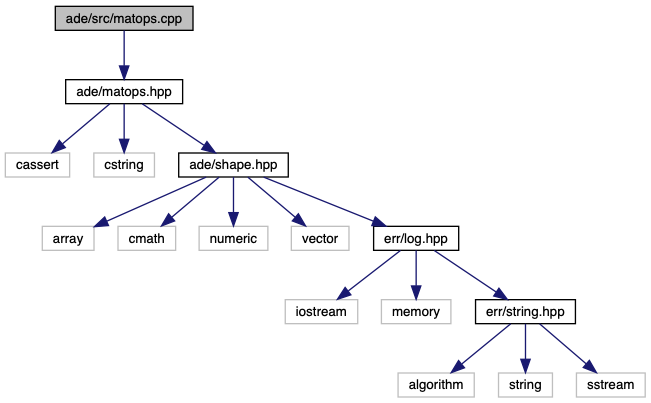 ade/src/matops.cpp
ade/matops.hpp
cassert
cstring
ade/shape.hpp
array
cmath
numeric
vector
err/log.hpp
iostream
memory
err/string.hpp
algorithm
string
sstream